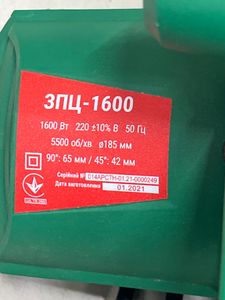 ЗПЦ-1600
1600 Вт 220 ±10% В 50 Гц
5500 об/хв ø185 мм
90°: 65 мм / 45°: 42 мм
Серійний № 014АРСТН-01.21-0000249
Дата виготовлення 01.2021